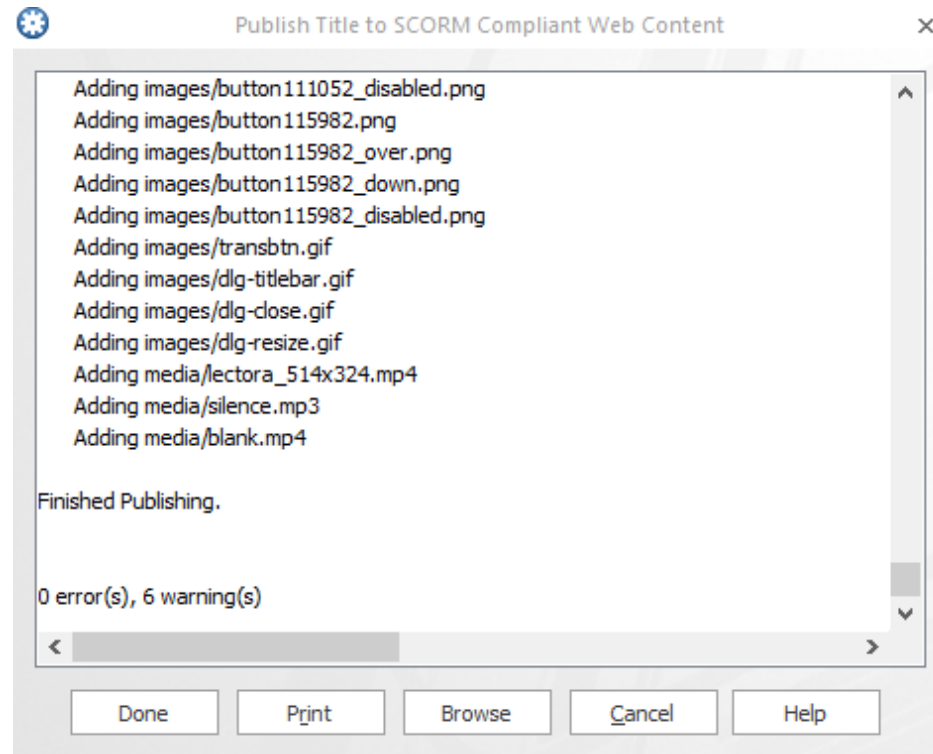 Publish Title to SCORM Compliant Web Content
Adding images/button111052_disabled.png
Adding images/button115982.png
Adding images/button115982_over.png
Adding images/button115982_down.png
Adding images/button115982_disabled.png
Adding images/transbtn.gif
Adding images/dlg-titlebar.gif
Adding images/dlg-close.gif
Adding images/dlg-resize.gif
Adding media/lectora_514x324.mp4
Adding media/silence.mp3
Adding media/blank.mp4
Finished Publishing.
0 error(s), 6 warning(s)
Done Print Browse Cancel Help